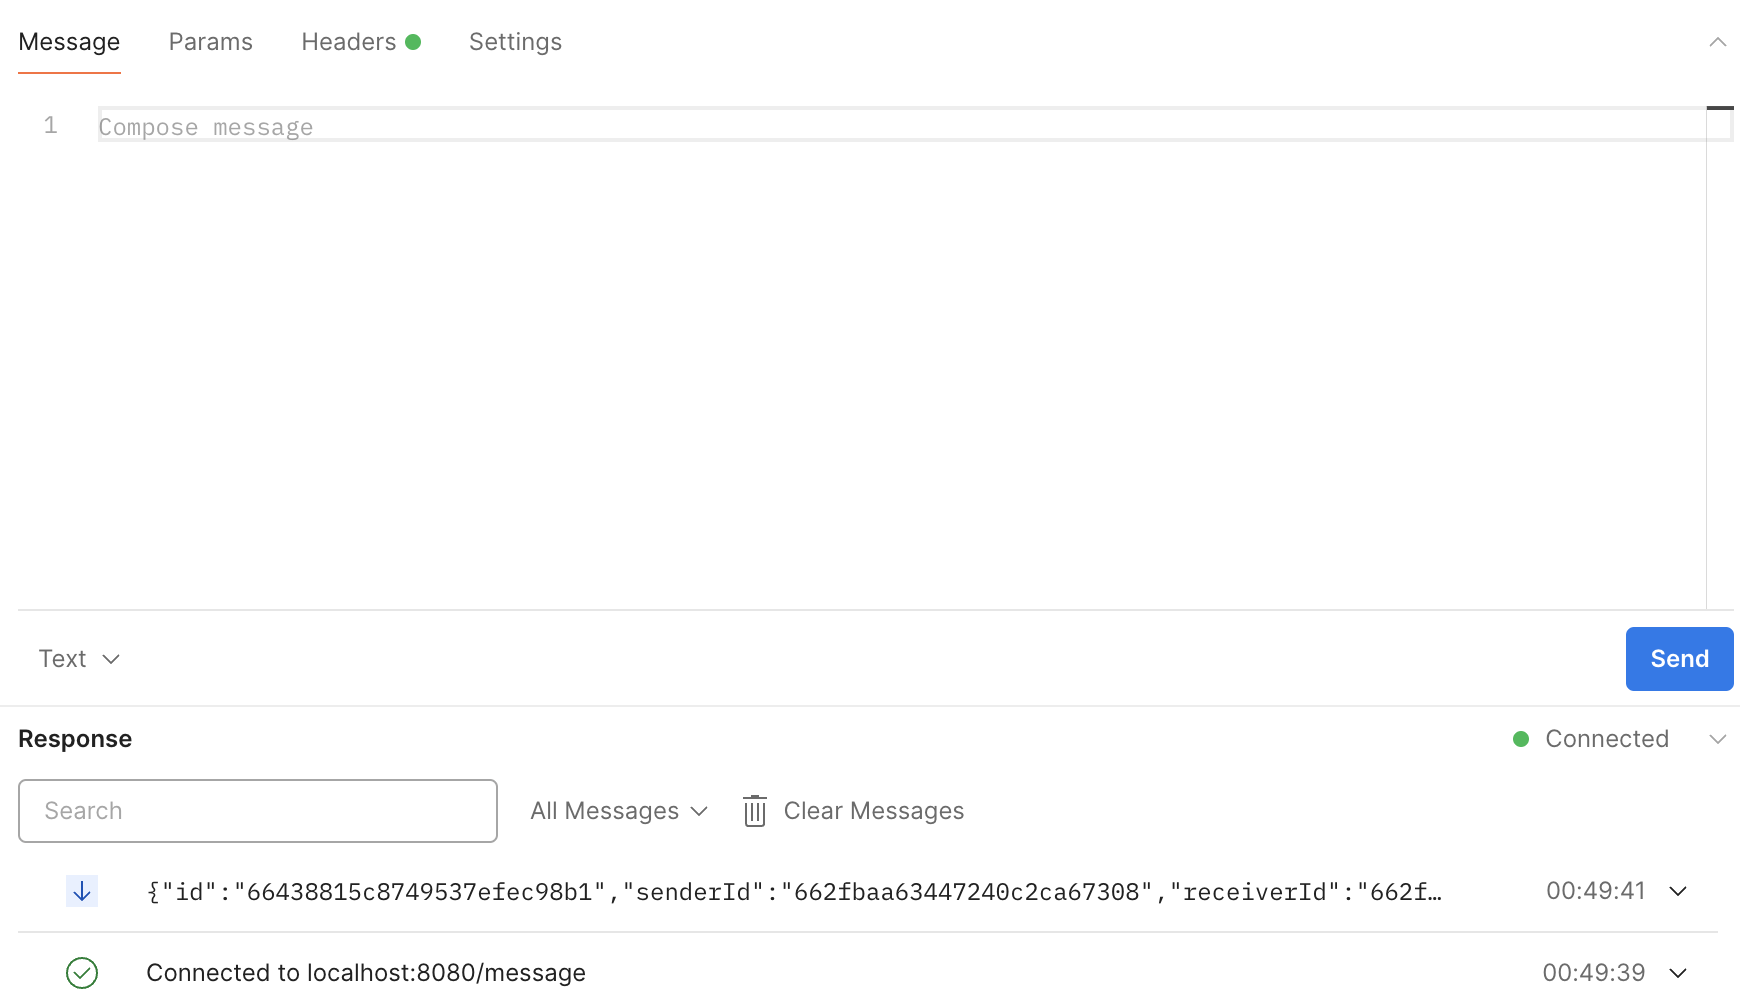 Message Params Headers Settings
1 Compose message
Text Send
Response Connected
Search All Messages Clear Messages
{"id":"66438815c8749537efec98b1","senderId":"662fbaa63447240c2ca67308","receiverId":"662f… 00:49:41
Connected to localhost:8080/message 00:49:39